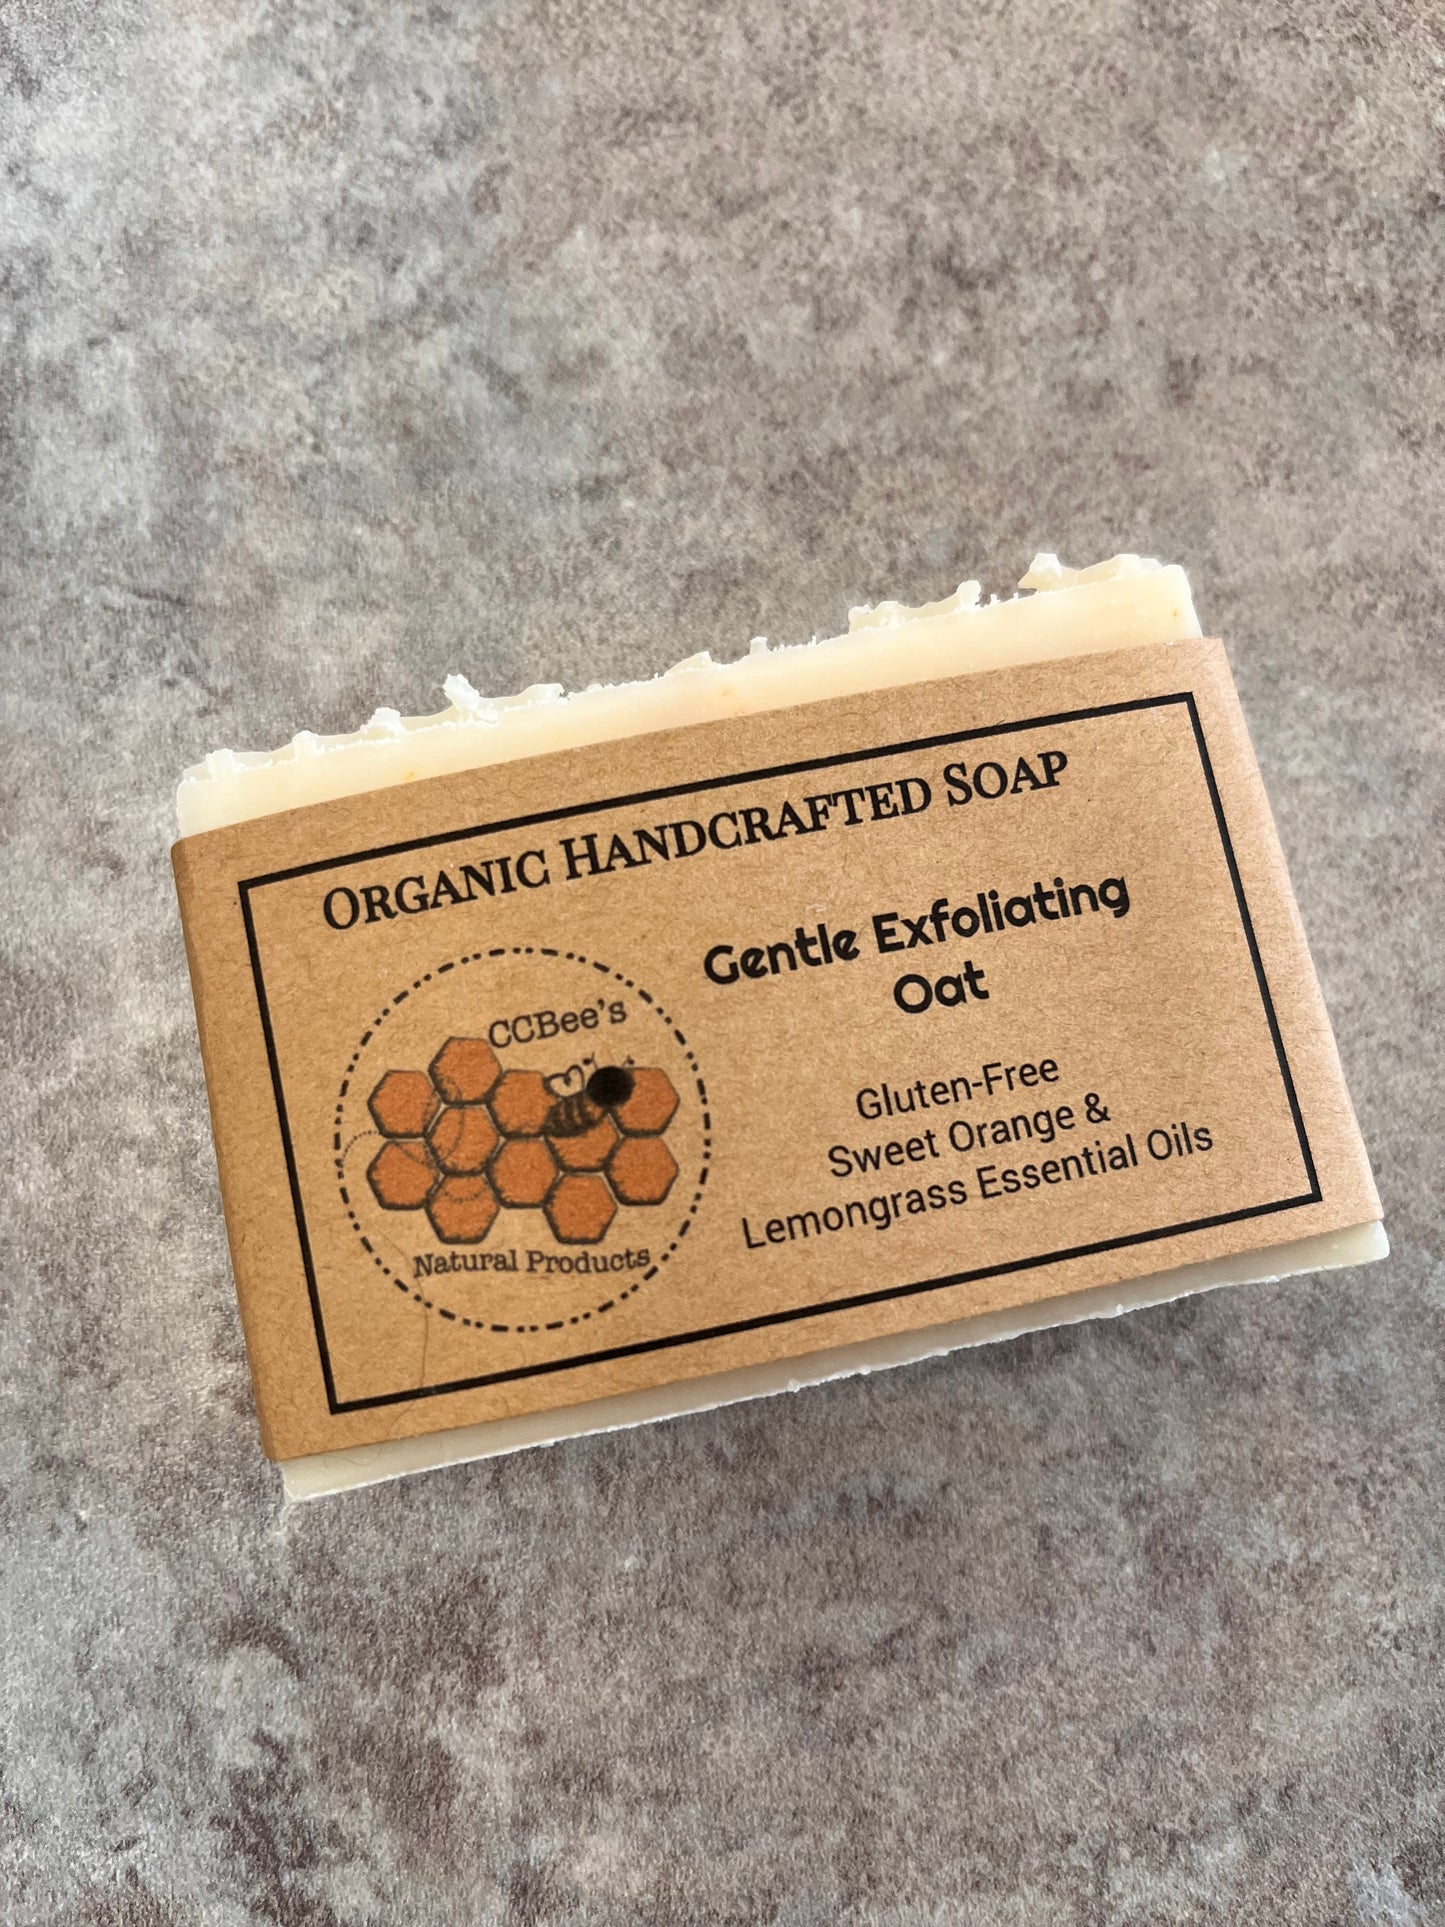 ORGANIC HANDCRAFTED SOAP
CCBee's
Natural Products
Gentle Exfoliating
Oat
Gluten-Free
Sweet Orange &
Lemongrass Essential Oils